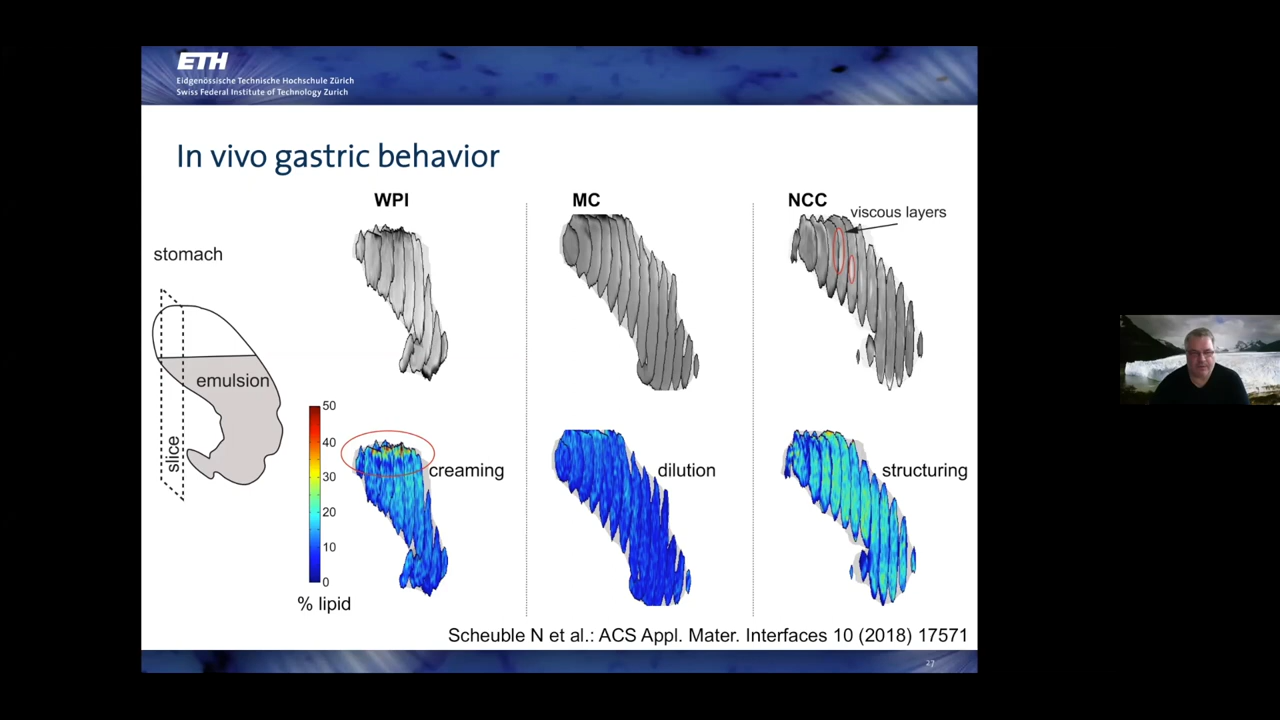 ETH
Eidgenössische Technische Hochschule Zürich
Swiss Federal Institute of Technology Zurich
In vivo gastric behavior
WPI
MC
NCC
viscous layers
stomach
emulsion
slice
50
40
30
20
10
0
% lipid
creaming
dilution
structuring
Scheuble N et al.: ACS Appl. Mater. Interfaces 10 (2018) 17571
27